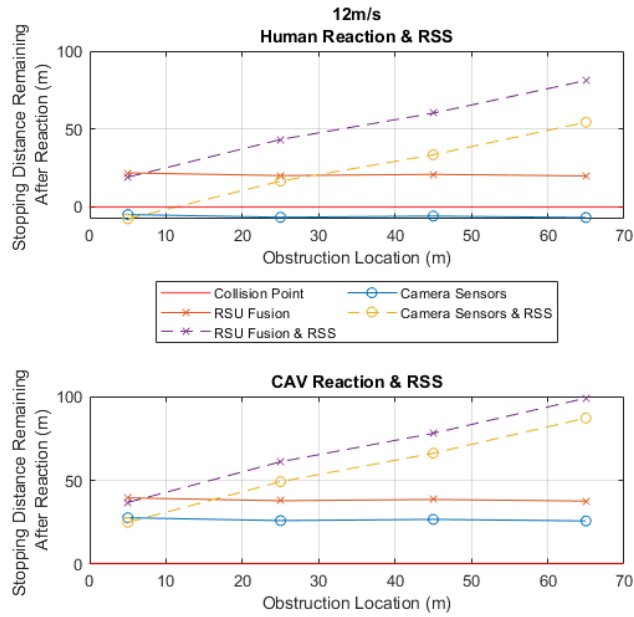 12m/s
Human Reaction & RSS
Stopping Distance Remaining
After Reaction (m)
100
50
0
0 10 20 30 40 50 60 70
Obstruction Location (m)
Collision Point
Camera Sensors
RSU Fusion
Camera Sensors & RSS
RSU Fusion & RSS
CAV Reaction & RSS
Stopping Distance Remaining
After Reaction (m)
100
50
0
0 10 20 30 40 50 60 70
Obstruction Location (m)